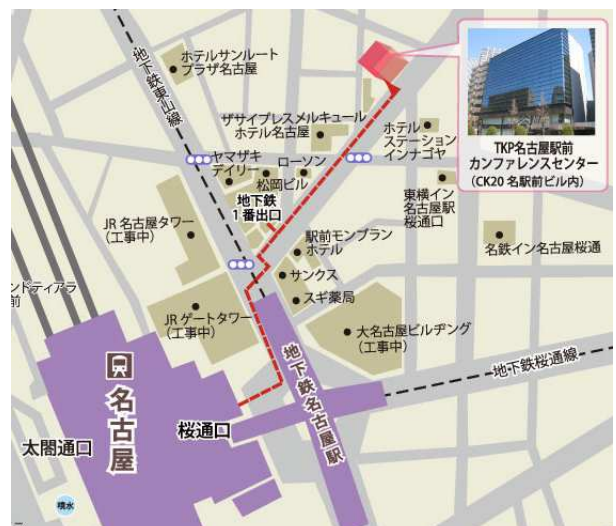 地下鉄東山線
ホテルサンルート
プラザ名古屋
ザサイプレスメルキュール
ホテル名古屋
ホテル
ステーション
インナゴヤ
TKP名古屋駅前
カンファレンスセンター
(CK20 名駅前ビル内)
ヤマザキ
デイリー
ローソン
松岡ビル
地下鉄
1番出口
東横イン
名古屋駅
桜通口
名鉄イン名古屋桜通
JR 名古屋タワー
(工事中)
駅前モンブラン
ホテル
サンクス
スギ薬局
JR ゲートタワー
(工事中)
大名古屋ビルヂング
(工事中)
ンドティアラ
前
地下鉄桜通線
地下鉄名古屋駅
名古屋
桜通口
太閤通口
噴水